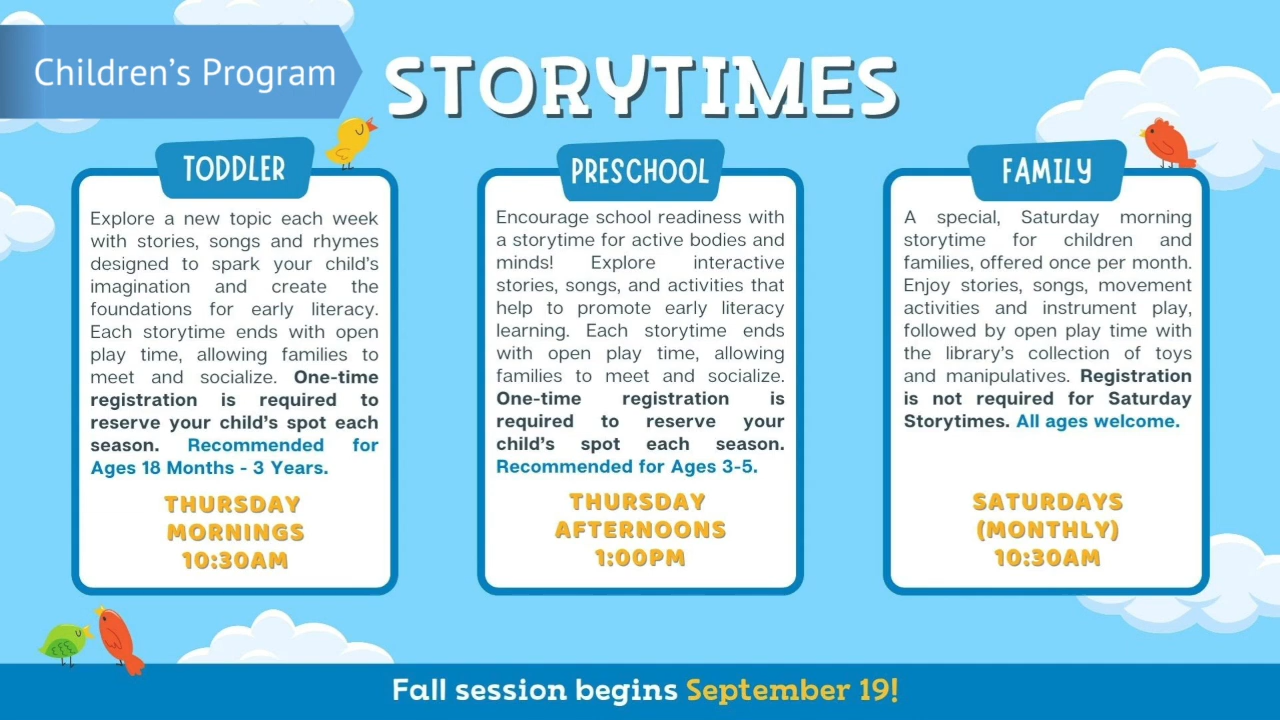 Children's Program
STORYTIMES
TODDLER
Explore a new topic each week
with stories, songs and rhymes
designed to spark your child's
imagination and create the
foundations for early literacy.
Each storytime ends with open
play time, allowing families to
meet and socialize. One-time
registration is required to
reserve your child's spot each
season. Recommended for
Ages 18 Months - 3 Years.
THURSDAY
MORNINGS
10:30AM
PRESCHOOL
Encourage school readiness with
a storytime for active bodies and
minds! Explore interactive
stories, songs, and activities that
help to promote early literacy
learning. Each storytime ends
with open play time, allowing
families to meet and socialize.
One-time registration is
required to reserve your
child's spot each season.
Recommended for Ages 3-5.
THURSDAY
AFTERNOONS
1:00PM
FAMILY
A special, Saturday morning
storytime for children and
families, offered once per month.
Enjoy stories, songs, movement
activities and instrument play,
followed by open play time with
the library's collection of toys
and manipulatives. Registration
is not required for Saturday
Storytimes. All ages welcome.
SATURDAYS
(MONTHLY)
10:30AM
Fall session begins September 19!